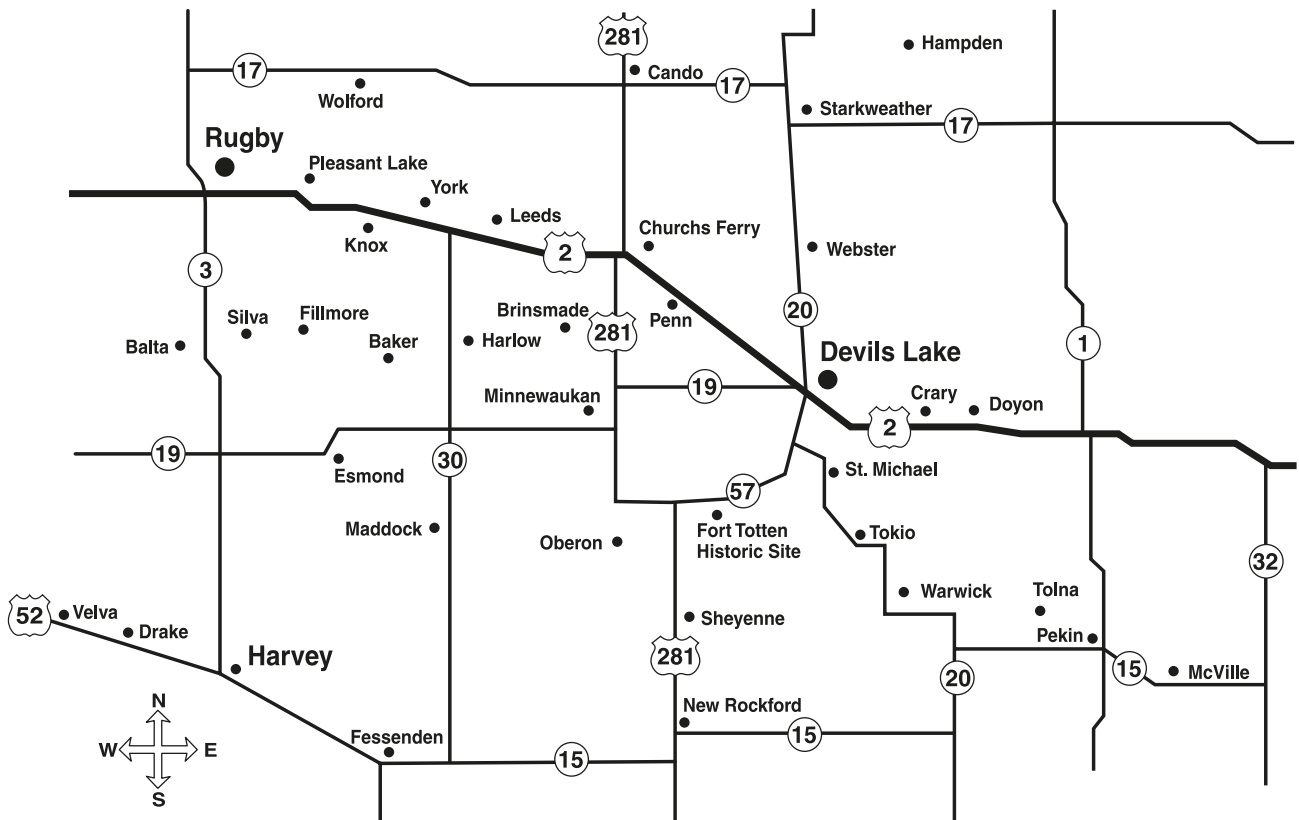 281
Hampden
17
Cando
17
Wolford
Starkweather
17
Rugby
Pleasant Lake
York
Leeds
Churchs Ferry
Knox
2
Webster
3
Silva
Fillmore
Brinsmade
281
Penn
20
Balta
Baker
Harlow
Devils Lake
1
Minnewaukan
19
Crary
Doyon
2
19
Esmond
30
St. Michael
57
Maddock
Oberon
Fort Totten
Historic Site
Tokio
32
52
Velva
Drake
Sheyenne
Warwick
Tolna
Pekin
Harvey
281
20
15
McVille
N
W
E
S
Fessenden
15
New Rockford
15